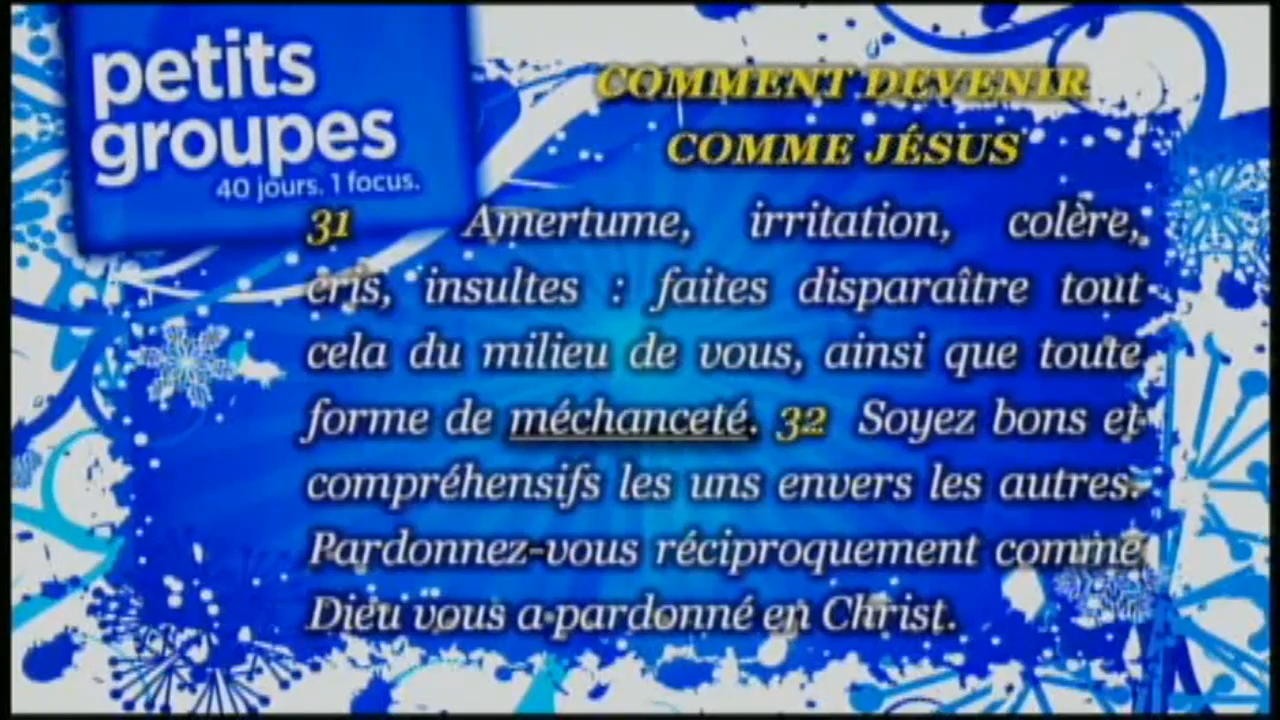 petits
groupes
40 jours. 1 focus.
COMMENT DEVENIR
COMME JÉSUS
31 Amertume, irritation, colère,
cris, insultes : faites disparaître tout
cela du milieu de vous, ainsi que toute
forme de méchanceté. 32 Soyez bons et
compréhensifs les uns envers les autres.
Pardonnez-vous réciproquement comme
Dieu vous a pardonné en Christ.